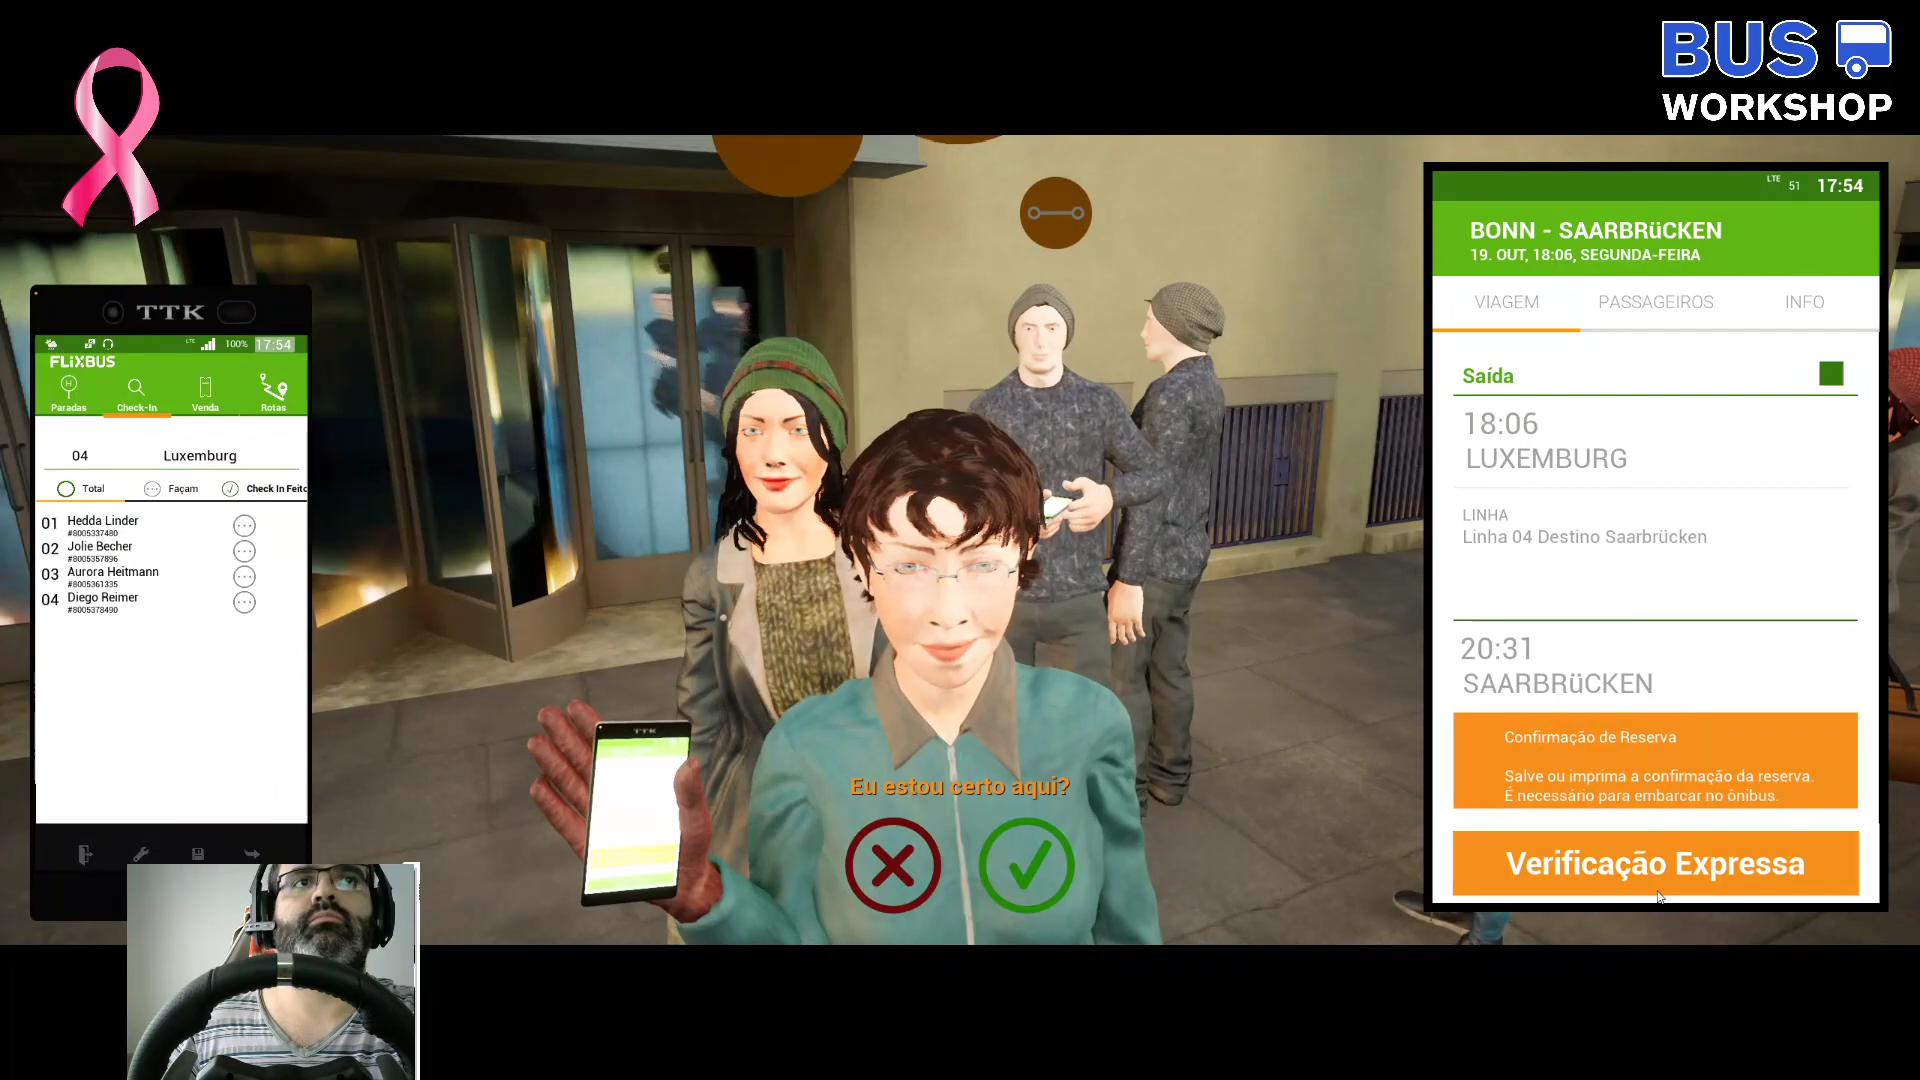 BUS
WORKSHOP
TTK
LTE
100%
17:54
FLiXBUS
Paradas
Check-In
Venda
Rotas
04
Luxemburg
Total
Façam
Check In Feito
01 Hedda Linder
#8005337480
02 Jolie Becher
#8005357896
03 Aurora Heitmann
#8005361335
04 Diego Reimer
#8005378490
TTK
Eu estou certo aqui?
LTE
51
17:54
BONN - SAARBRüCKEN
19. OUT, 18:06, SEGUNDA-FEIRA
VIAGEM
PASSAGEIROS
INFO
Saída
18:06
LUXEMBURG
LINHA
Linha 04 Destino Saarbrücken
20:31
SAARBRüCKEN
Confirmação de Reserva
Salve ou imprima a confirmação da reserva.
É necessário para embarcar no ônibus.
Verificação Expressa